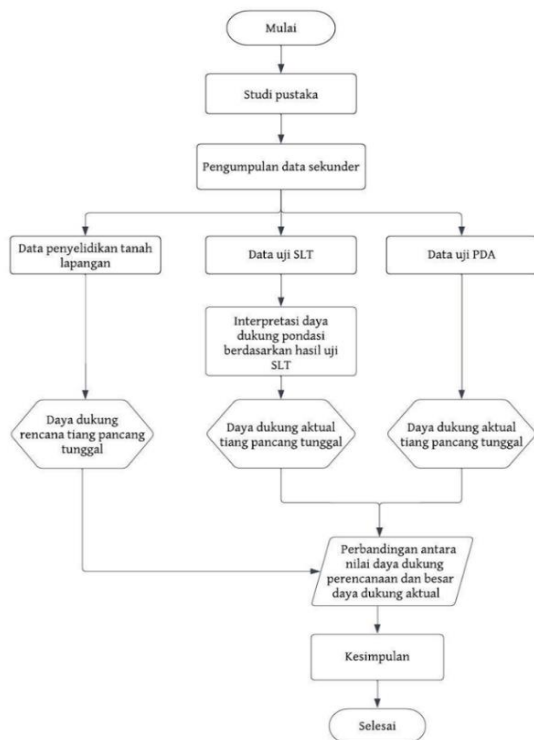 Mulai
Studi pustaka
Pengumpulan data sekunder
Data penyelidikan tanah
lapangan
Data uji SLT
Data uji PDA
Interpretasi daya
dukung pondasi
berdasarkan hasil uji
SLT
Daya dukung
rencana tiang pancang
tunggal
Daya dukung aktual
tiang pancang tunggal
Daya dukung aktual
tiang pancang tunggal
Perbandingan antara
nilai daya dukung
perencanaan dan besar
daya dukung aktual
Kesimpulan
Selesai